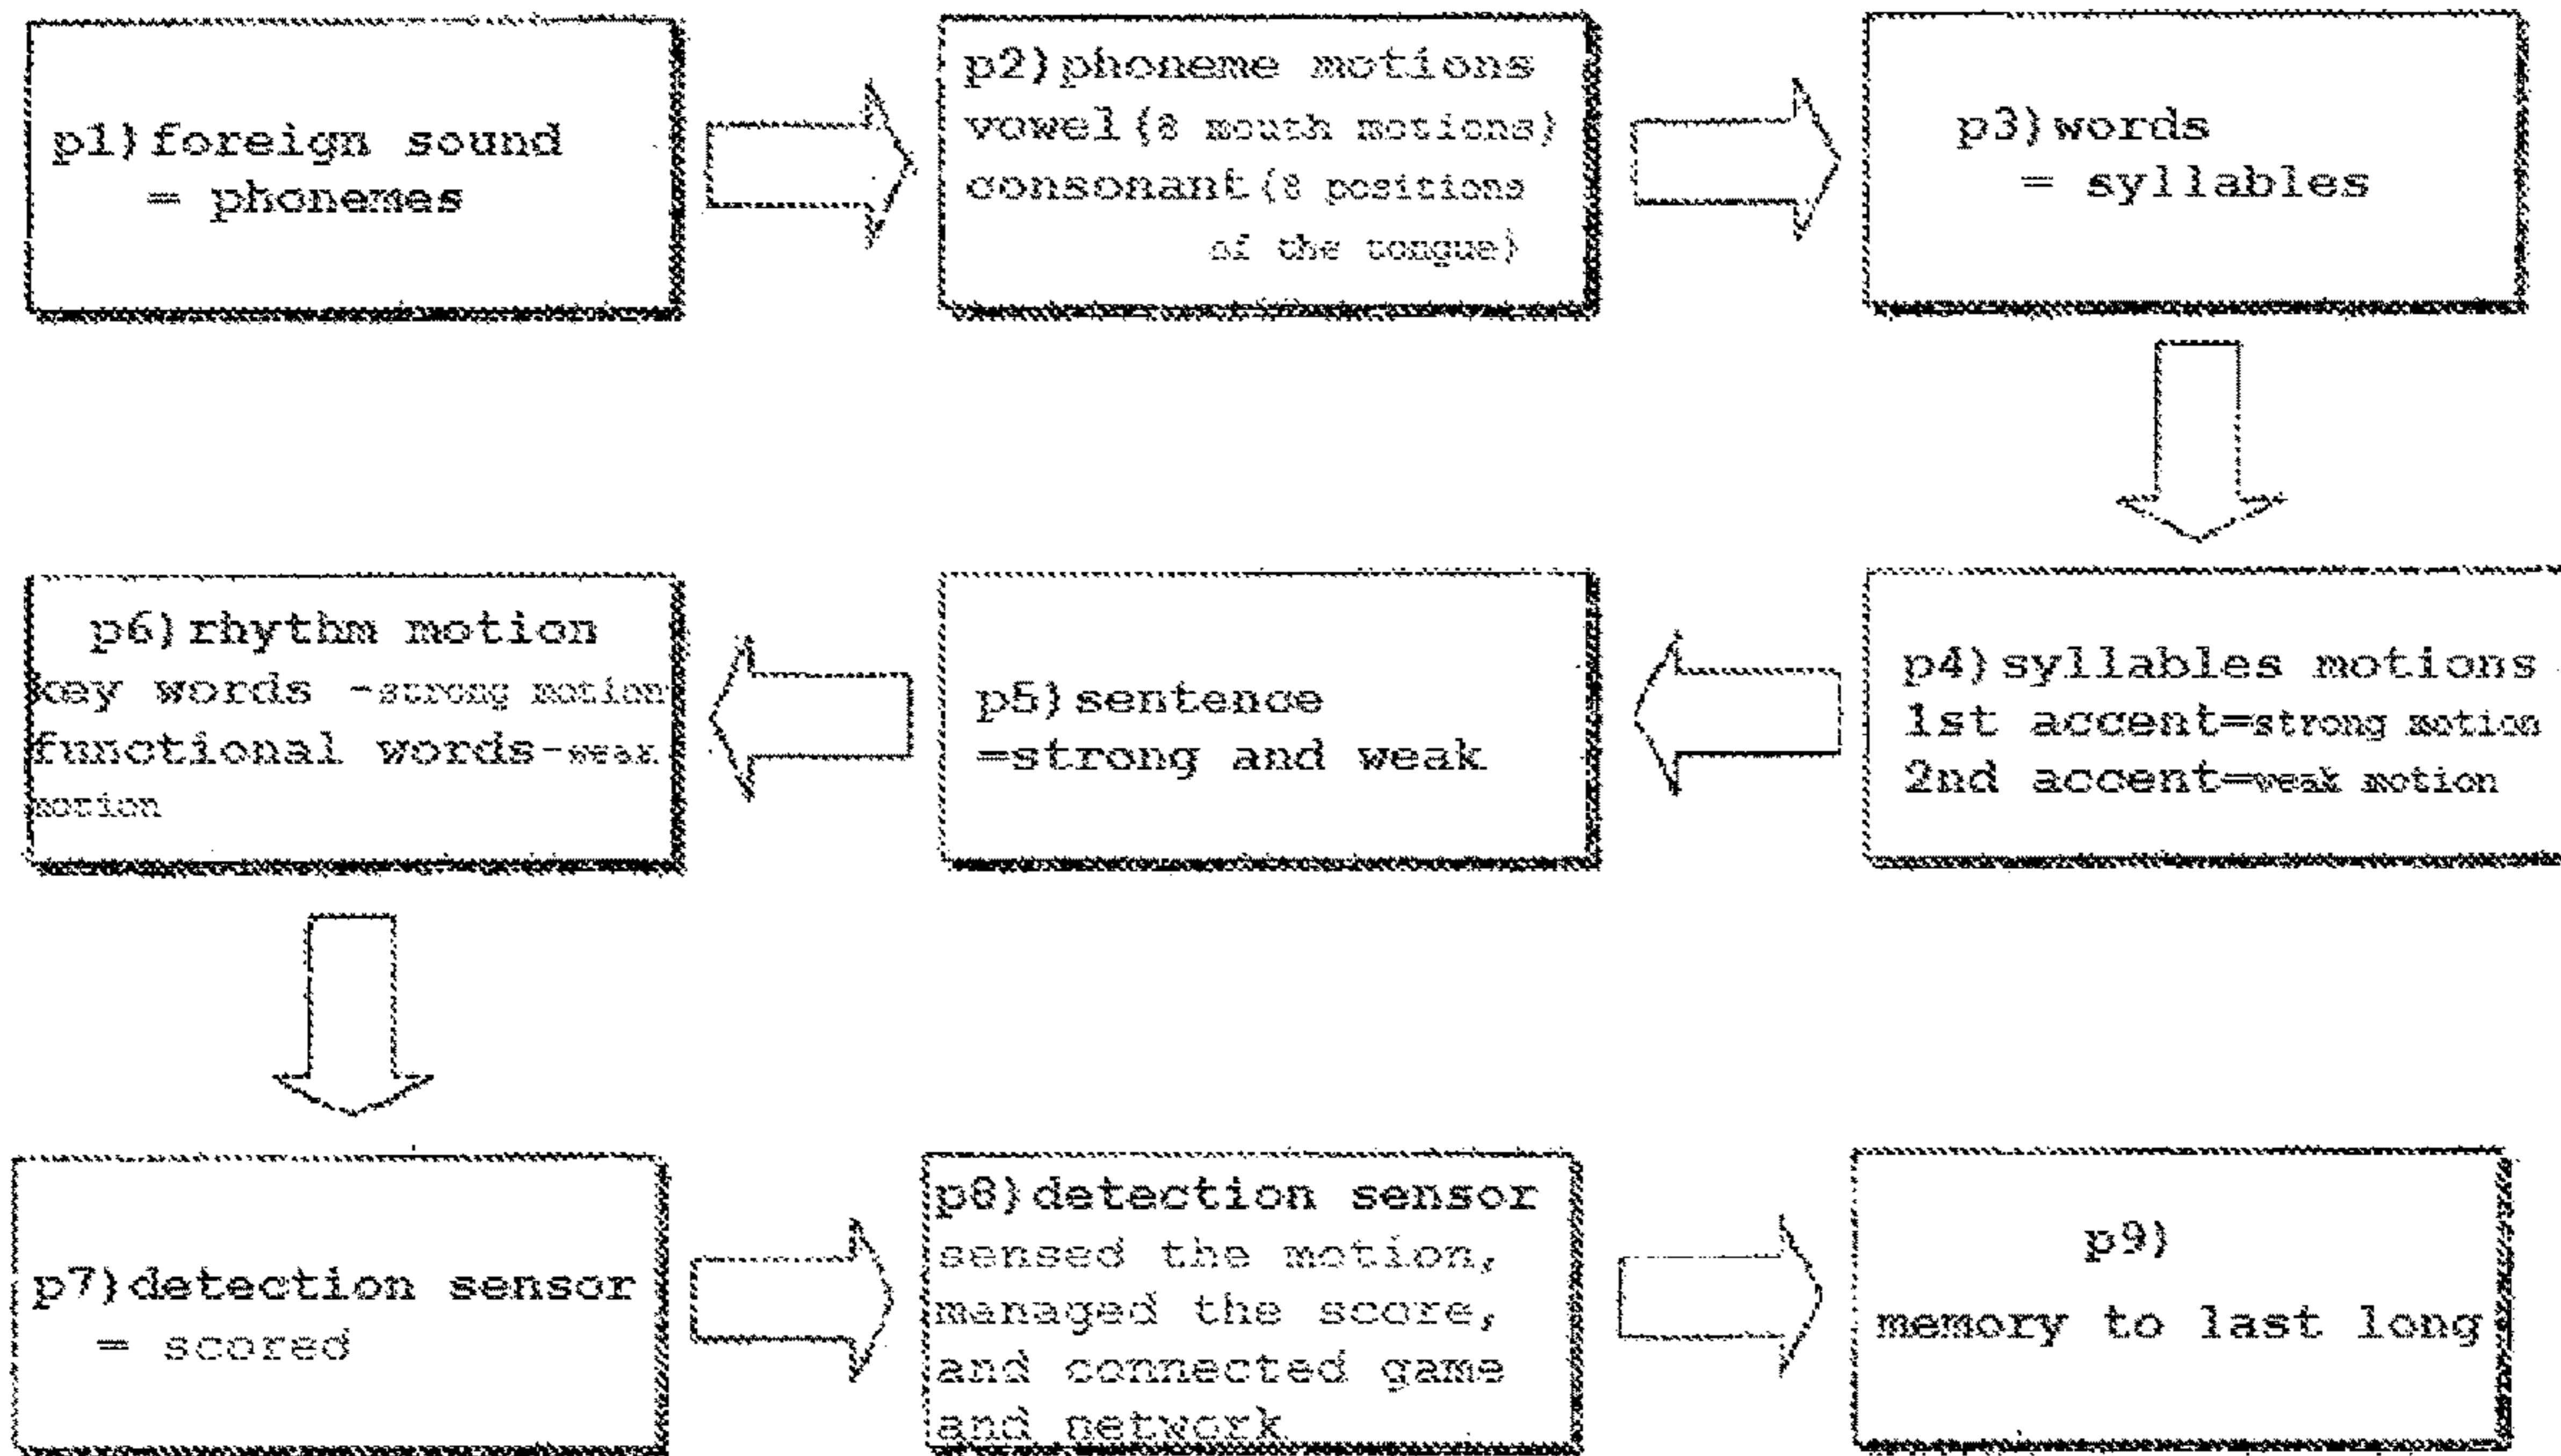 p1)foreign sound
= phonemes
p2)phoneme motions
vowel(8 mouth motions)
consonant(8 positions
of the tongue)
p3)words
= syllables
p4)syllables motions
1st accent=strong motion
2nd accent=weak motion
p5)sentence
=strong and weak
p6)rhythm motion
key words -strong motion
functional words-weak
motion
p7)detection sensor
= scored
p8)detection sensor
sensed the motion,
managed the score,
and connected game
and network
p9)
memory to last long